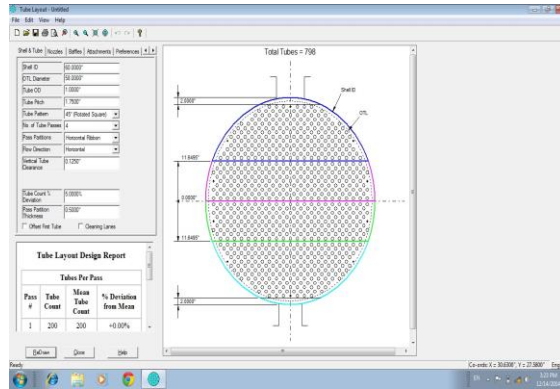 Tube Layout - Untitled
File Edit View Help
Shell & Tube Nozzles Baffles Attachments Preferences
Shell ID 60.0000"
OTL Diameter 58.0000"
Tube OD 1.0000"
Tube Pitch 1.7500"
Tube Pattern 45° (Rotated Square)
No. of Tube Passes 4
Pass Partitions Horizontal Ribbon
Flow Direction Horizontal
Vertical Tube
Clearance 0.1250"
Tube Count %
Deviation 5.0000%
Pass Partition
Thickness 0.5000"
Offset First Tube Cleaning Lanes
Tube Layout Design Report
Tubes Per Pass
Pass # Tube Count Mean Tube Count % Deviation from Mean
1 200 200 +0.00%
ReDraw Close Help
Total Tubes = 798
Shell ID
OTL
2.0000"
11.8495"
0.0000"
11.8495"
2.0000"
Ready
EN